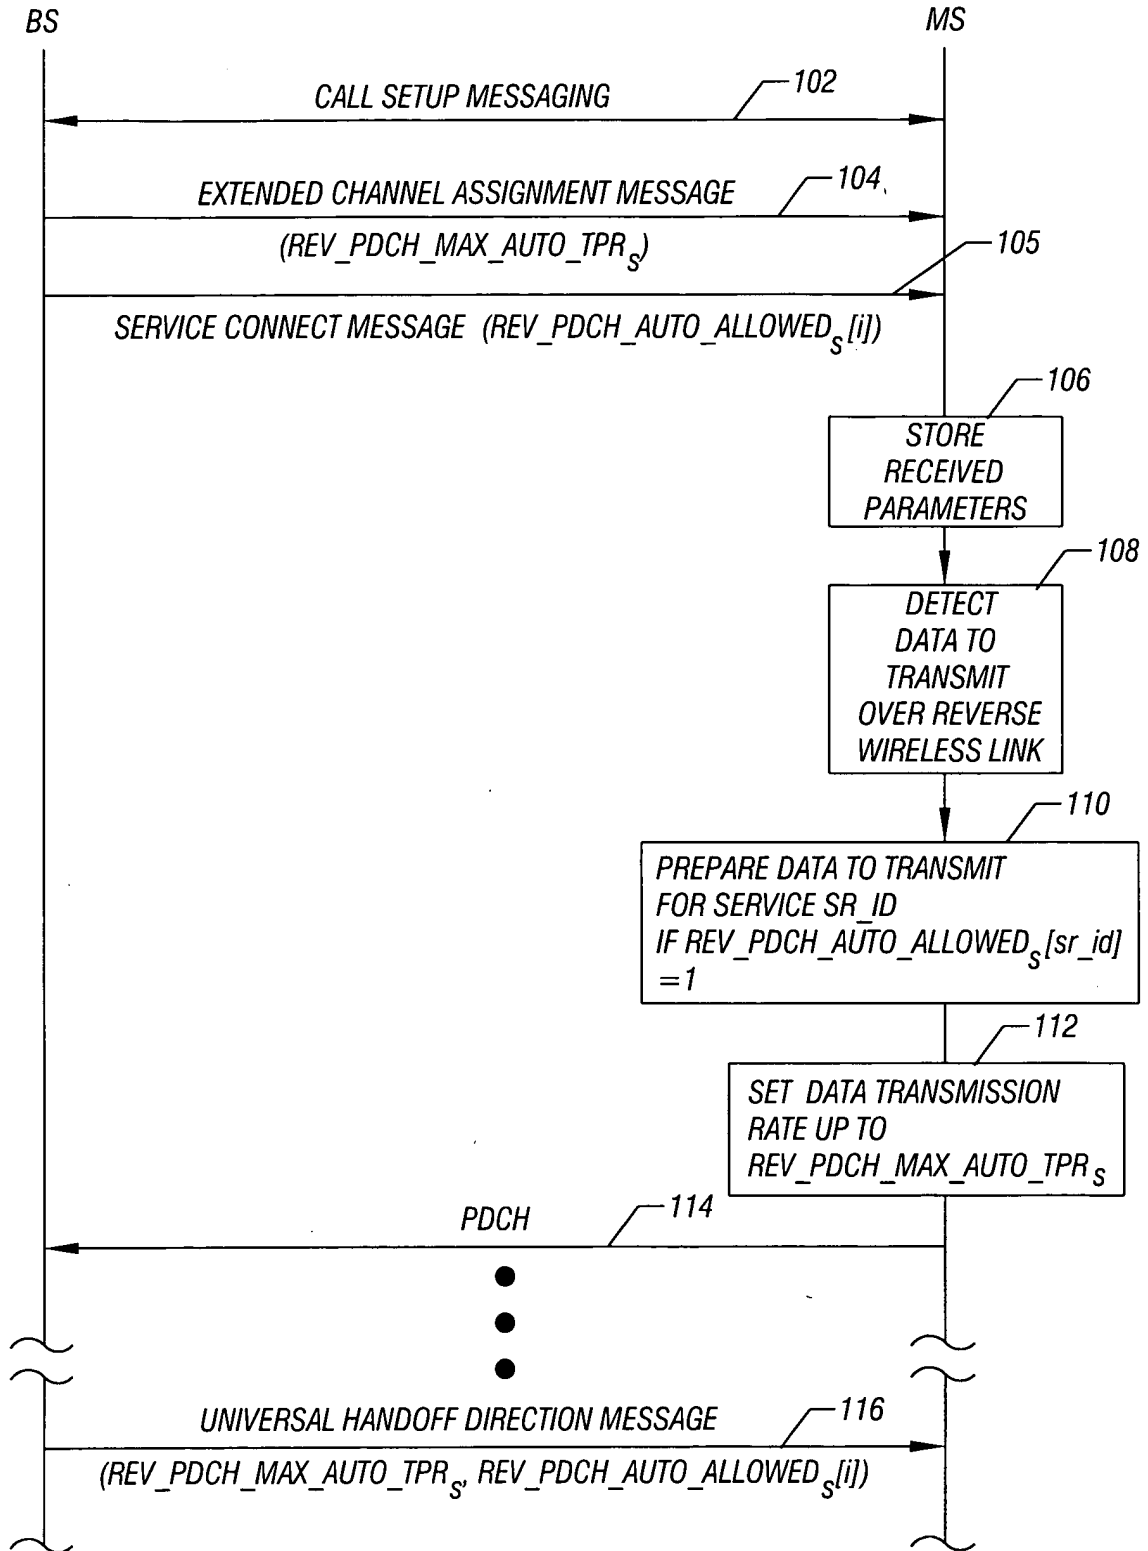 BS
MS
CALL SETUP MESSAGING
102
EXTENDED CHANNEL ASSIGNMENT MESSAGE
104
(REV_PDCH_MAX_AUTO_TPRS)
105
SERVICE CONNECT MESSAGE (REV_PDCH_AUTO_ALLOWEDS[i])
106
STORE
RECEIVED
PARAMETERS
108
DETECT
DATA TO
TRANSMIT
OVER REVERSE
WIRELESS LINK
110
PREPARE DATA TO TRANSMIT
FOR SERVICE SR_ID
IF REV_PDCH_AUTO_ALLOWEDS[sr_id]
=1
112
SET DATA TRANSMISSION
RATE UP TO
REV_PDCH_MAX_AUTO_TPRS
PDCH
114
UNIVERSAL HANDOFF DIRECTION MESSAGE
116
(REV_PDCH_MAX_AUTO_TPRS, REV_PDCH_AUTO_ALLOWEDS[i])